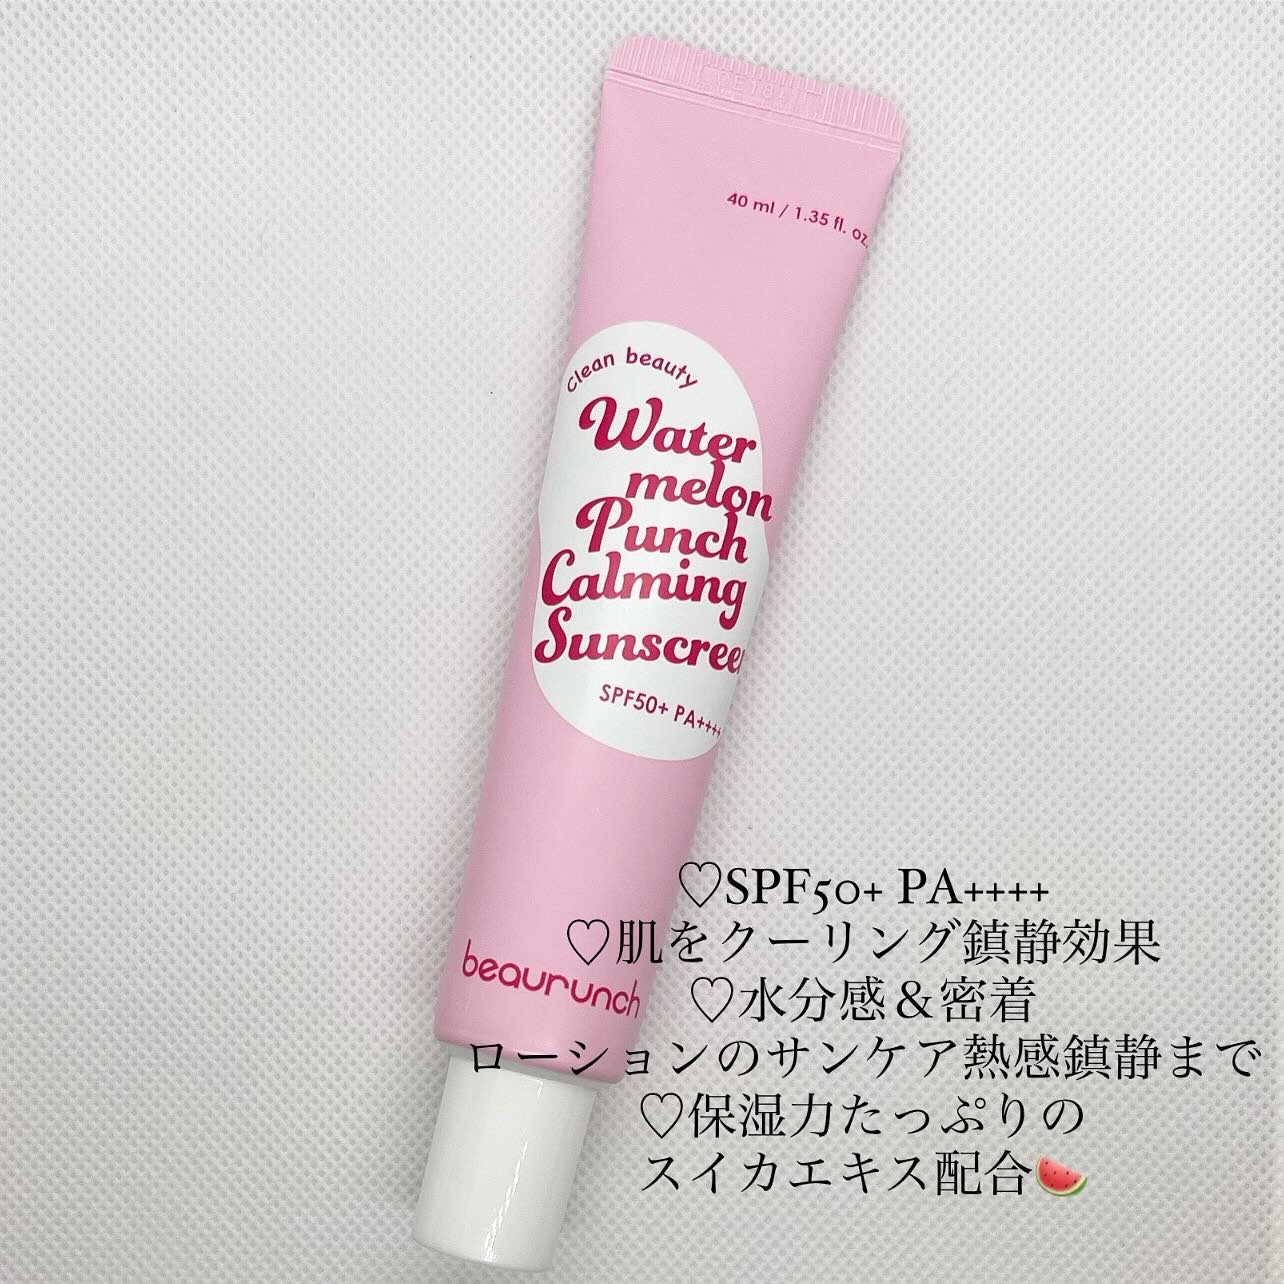 40 ml / 1.35 fl. oz.
Clean beauty
Water
melon
Punch
Calming
Sunscreen
SPF50+ PA++++
beaurunch
♡SPF50+ PA++++
♡肌をクーリング鎮静効果
♡水分感＆密着
ローションのサンケア熱感鎮静まで
♡保湿力たっぷりの
スイカエキス配合🍉